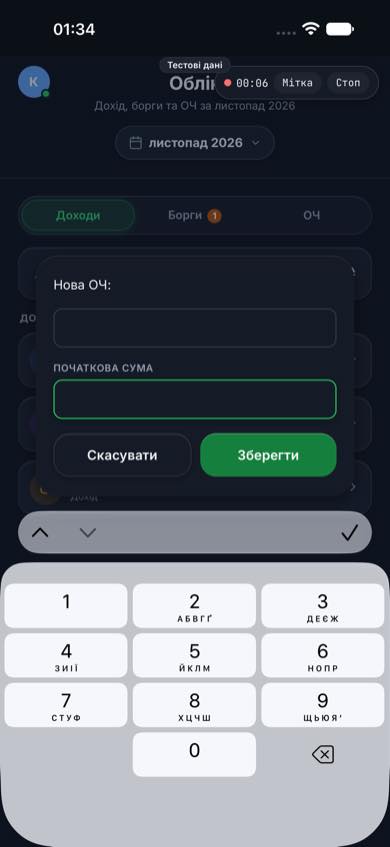 01:34
Тестові дані
К
Облік
00:06 Мітка Стоп
Дохід, борги та ОЧ за листопад 2026
листопад 2026
Доходи Борги 1 ОЧ
Нова ОЧ:
ПОЧАТКОВА СУМА
Скасувати Зберегти
Дохід
1 2 3
АБВГҐ ДЕЄЖ
4 5 6
ЗИІЇ ЙКЛМ НОПР
7 8 9
СТУФ ХЦЧШ ЩЬЮЯ'
0